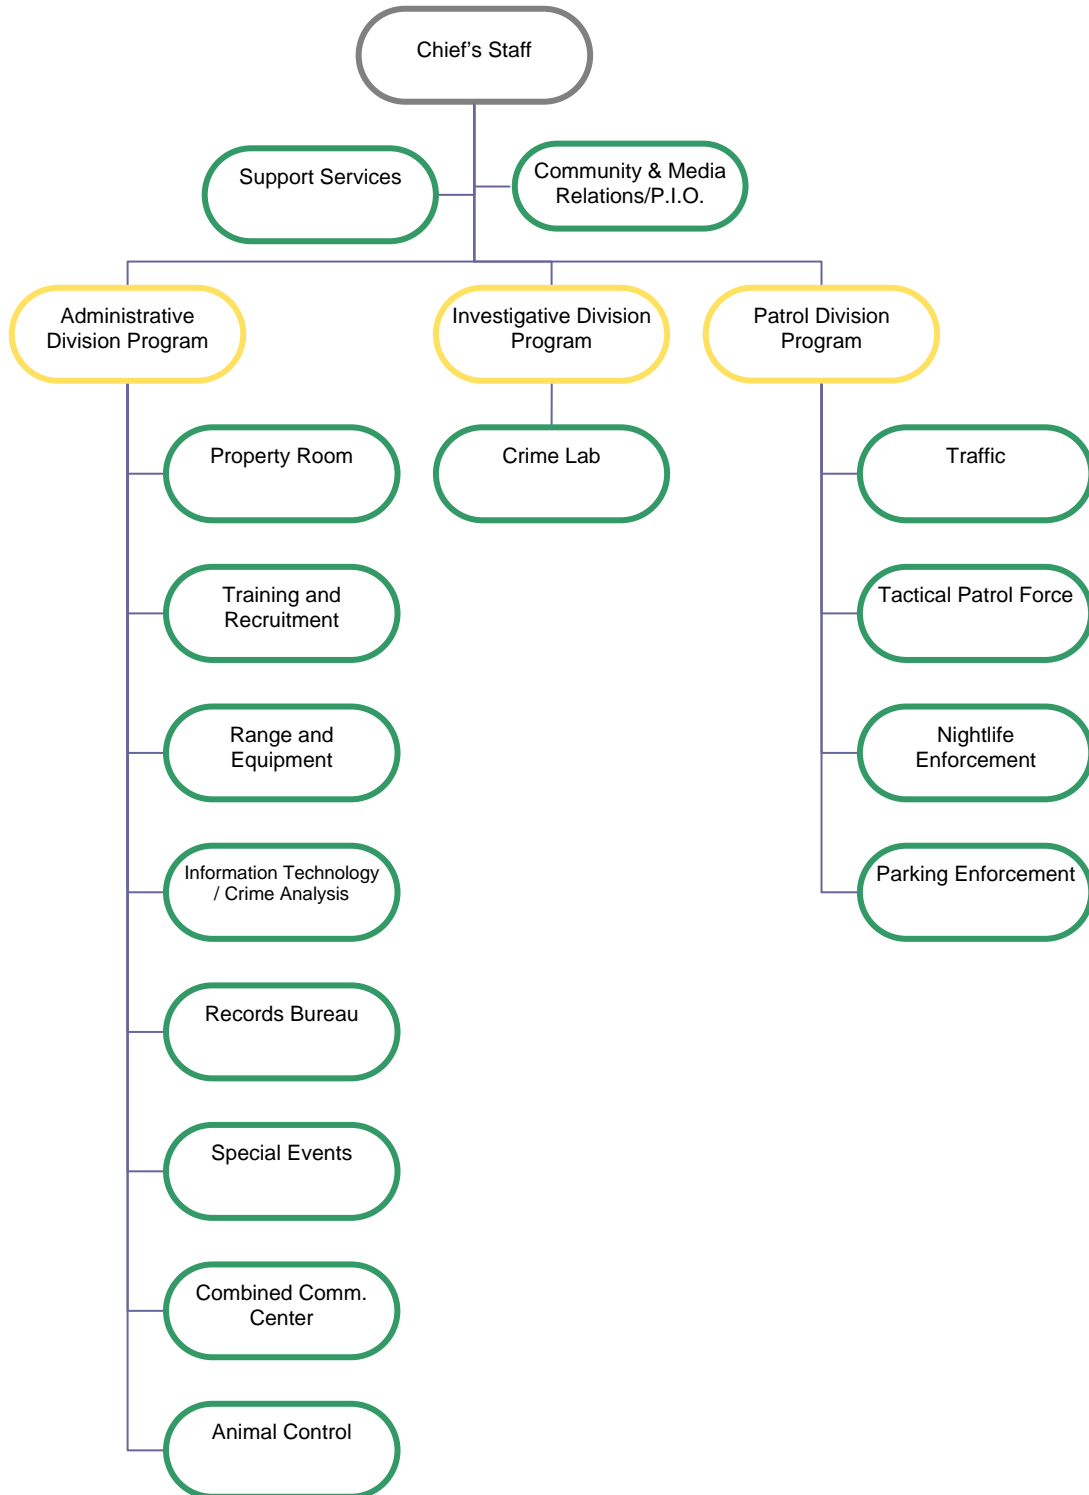 Chief's Staff
Support Services
Community & Media
Relations/P.I.O.
Administrative
Division Program
Investigative Division
Program
Patrol Division
Program
Property Room
Crime Lab
Traffic
Training and
Recruitment
Tactical Patrol Force
Range and
Equipment
Nightlife
Enforcement
Information Technology
/ Crime Analysis
Parking Enforcement
Records Bureau
Special Events
Combined Comm.
Center
Animal Control